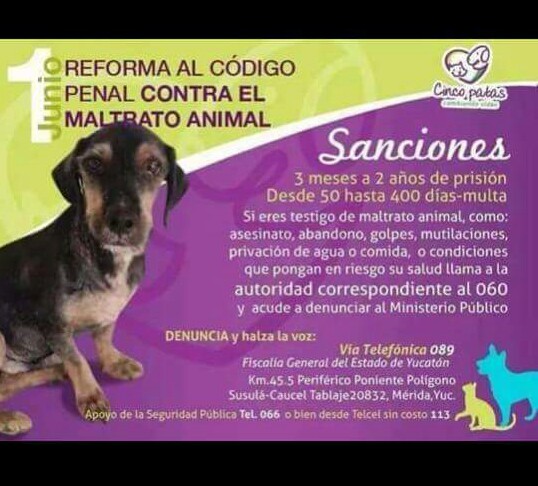 1 Junio
REFORMA AL CÓDIGO
PENAL CONTRA EL
MALTRATO ANIMAL
Cinco patas
cambiando vidas
Sanciones
3 meses a 2 años de prisión
Desde 50 hasta 400 días-multa
Si eres testigo de maltrato animal, como:
asesinato, abandono, golpes, mutilaciones,
privación de agua o comida, o condiciones
que pongan en riesgo su salud llama a la
autoridad correspondiente al 060
y acude a denunciar al Ministerio Público
DENUNCIA y halza la voz:
Vía Telefónica 089
Fiscalía General del Estado de Yucatán
Km.45.5 Periférico Poniente Polígono
Susulá-Caucel Tablaje20832, Mérida,Yuc.
Apoyo de la Seguridad Pública Tel. 066 o bien desde Telcel sin costo 113